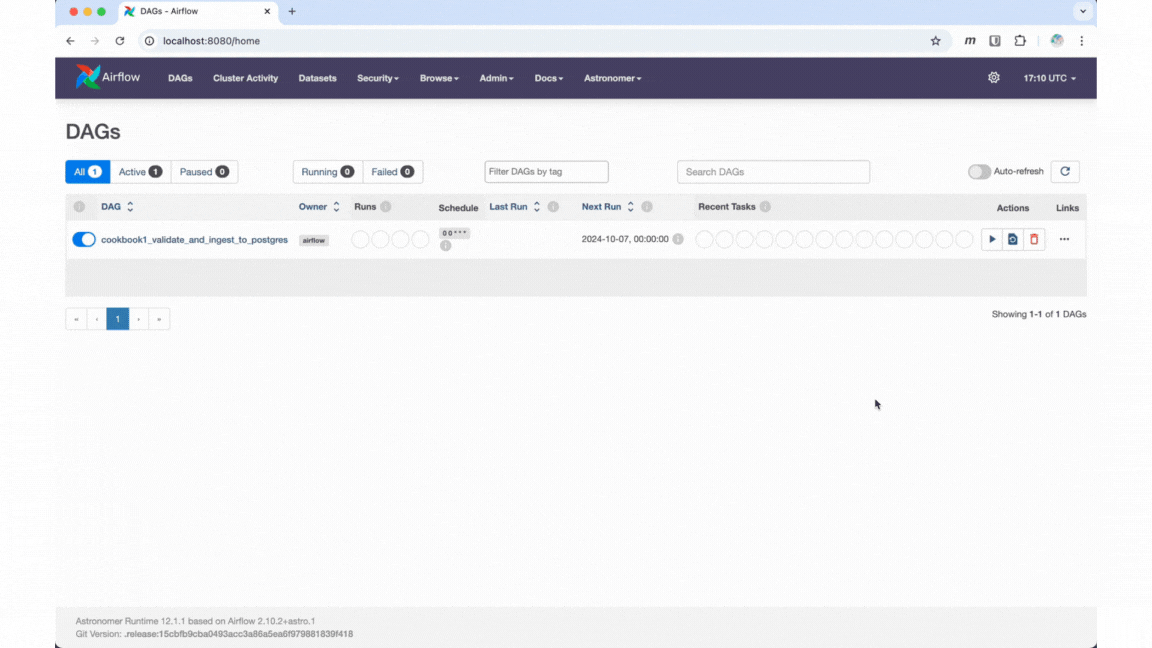 DAGs - Airflow
localhost:8080/home
Airflow DAGs Cluster Activity Datasets Security Browse Admin Docs Astronomer 17:10 UTC
DAGs
All 1 Active 1 Paused 0 Running 0 Failed 0 Filter DAGs by tag Search DAGs Auto-refresh
DAG Owner Runs Schedule Last Run Next Run Recent Tasks Actions Links
cookbook1_validate_and_ingest_to_postgres airflow 0 0 * * * 2024-10-07, 00:00:00
« ‹ 1 › » Showing 1-1 of 1 DAGs
Astronomer Runtime 12.1.1 based on Airflow 2.10.2+astro.1
Git Version: .release:15cbfb9cba0493acc3a86a5ea6f979881839f418